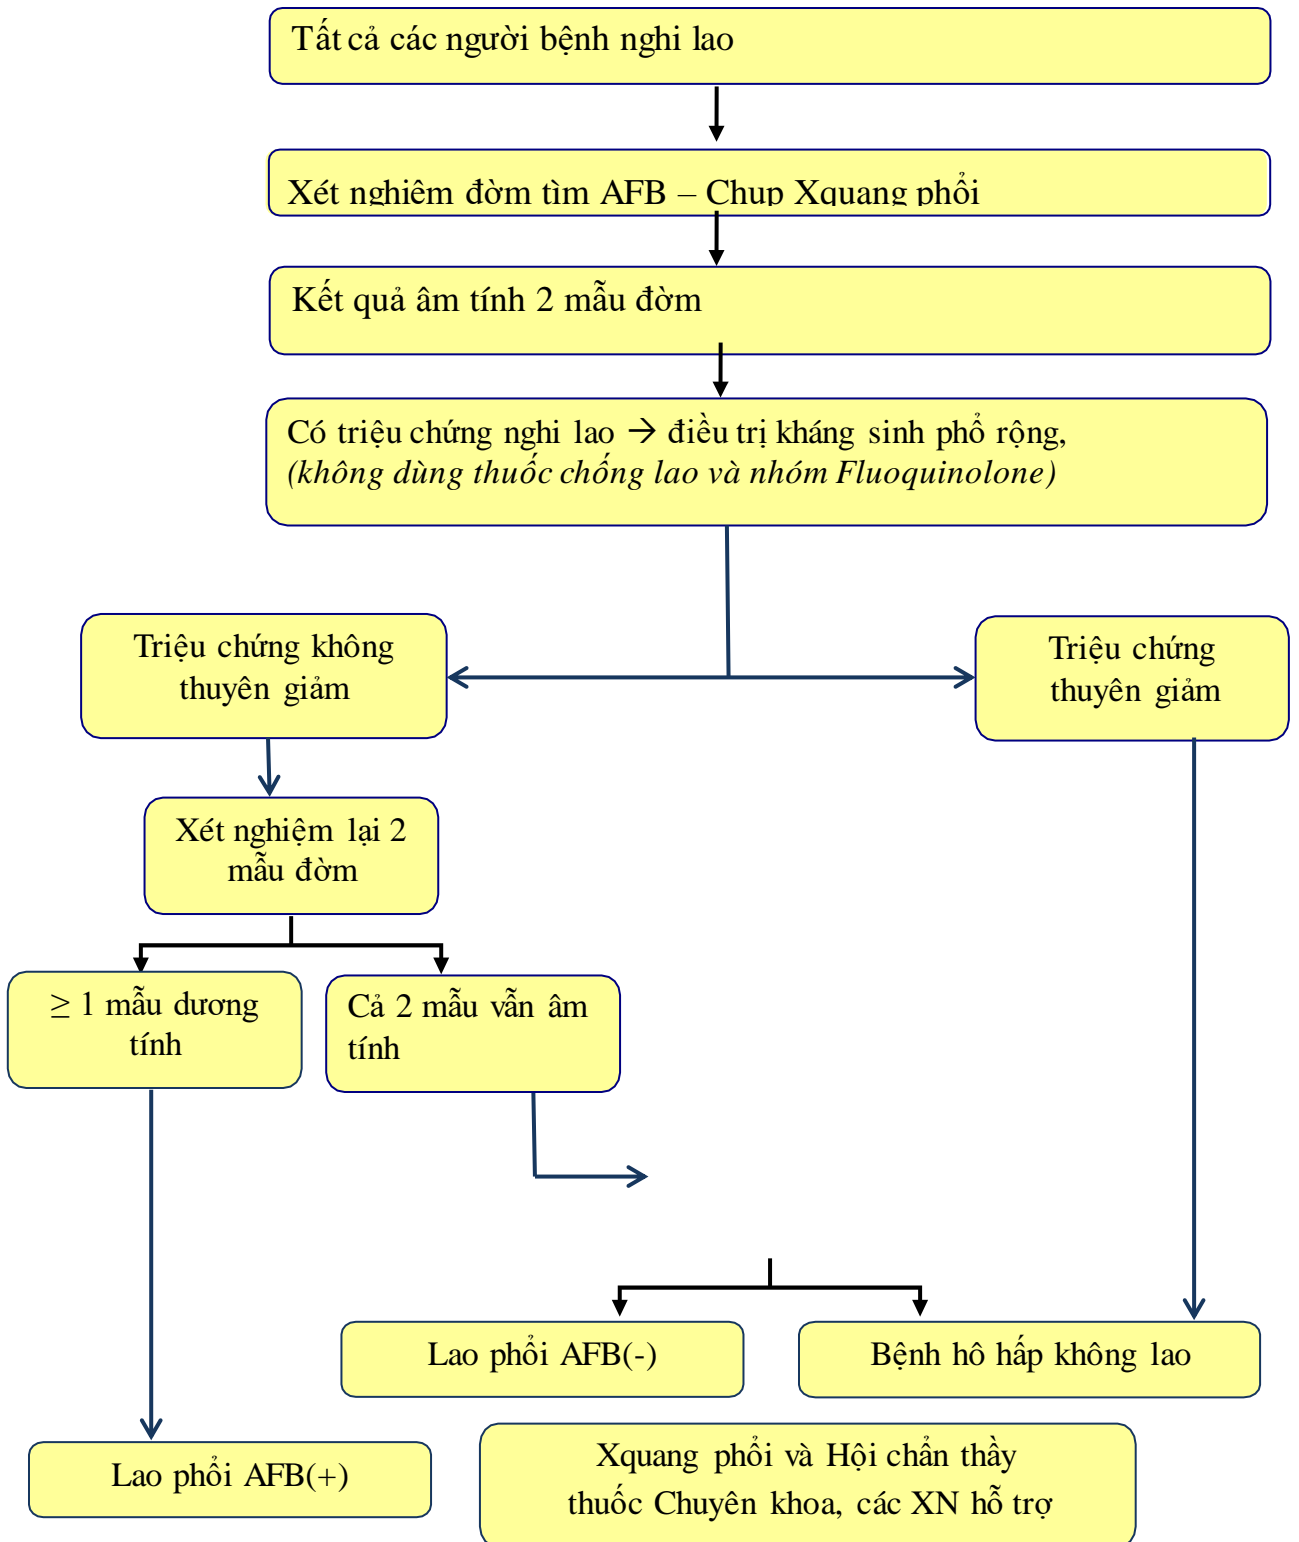 Tất cả các người bệnh nghi lao
Xét nghiêm đờm tìm AFB – Chup Xquang phổi
Kết quả âm tính 2 mẫu đờm
Có triệu chứng nghi lao → điều trị kháng sinh phổ rộng,
(không dùng thuốc chống lao và nhóm Fluoquinolone)
Triệu chứng không
thuyên giảm
Triệu chứng
thuyên giảm
Xét nghiệm lại 2
mẫu đờm
≥ 1 mẫu dương
tính
Cả 2 mẫu vẫn âm
tính
Lao phổi AFB(-)
Bệnh hô hấp không lao
Lao phổi AFB(+)
Xquang phổi và Hội chẩn thầy
thuốc Chuyên khoa, các XN hỗ trợ